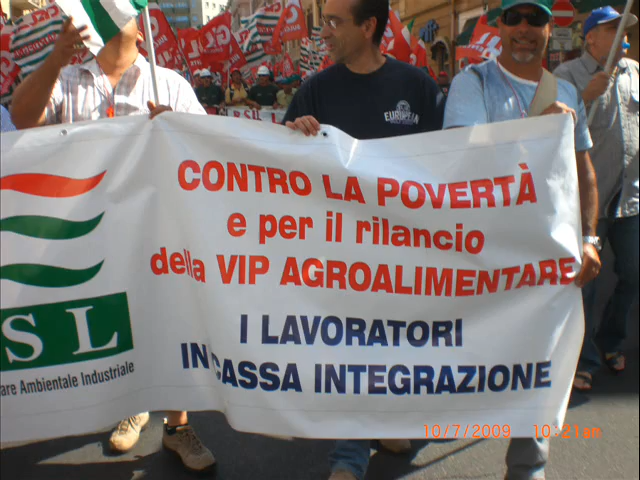 EUROPEIA
CONTRO LA POVERTÀ
e per il rilancio
della VIP AGROALIMENTARE
I LAVORATORI
IN CASSA INTEGRAZIONE
SL
are Ambientale Industriale
10/7/2009 10:21am